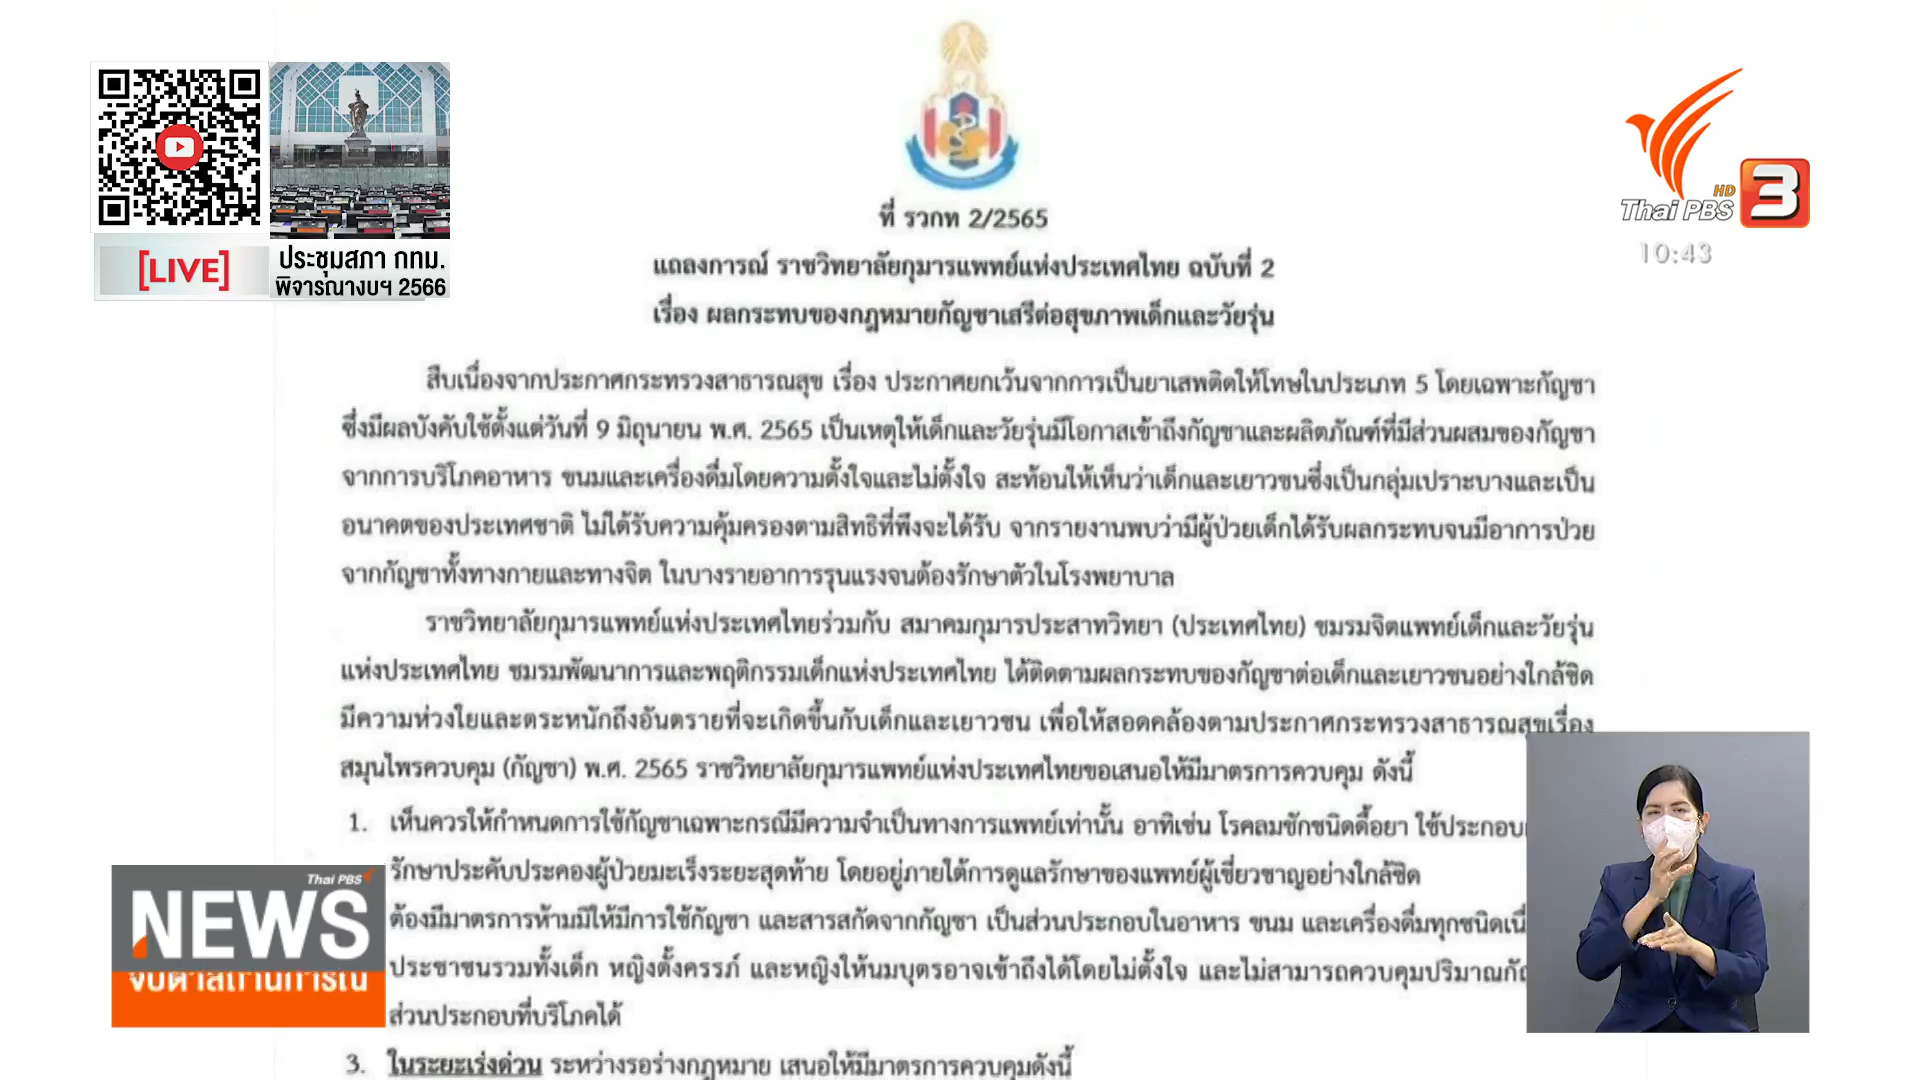 [LIVE]
ประชุมสภา กทม.
พิจารณางบฯ 2566
HD
Thai PBS 3
10:43
ที่ รวกท 2/2565
แถลงการณ์ ราชวิทยาลัยกุมารแพทย์แห่งประเทศไทย ฉบับที่ 2
เรื่อง ผลกระทบของกฎหมายกัญชาเสรีต่อสุขภาพเด็กและวัยรุ่น
สืบเนื่องจากประกาศกระทรวงสาธารณสุข เรื่อง ประกาศยกเว้นจากการเป็นยาเสพติดให้โทษในประเภท 5 โดยเฉพาะกัญชา
ซึ่งมีผลบังคับใช้ตั้งแต่วันที่ 9 มิถุนายน พ.ศ. 2565 เป็นเหตุให้เด็กและวัยรุ่นมีโอกาสเข้าถึงกัญชาและผลิตภัณฑ์ที่มีส่วนผสมของกัญชา
จากการบริโภคอาหาร ขนมและเครื่องดื่มโดยความตั้งใจและไม่ตั้งใจ สะท้อนให้เห็นว่าเด็กและเยาวชนซึ่งเป็นกลุ่มเปราะบางและเป็น
อนาคตของประเทศชาติ ไม่ได้รับความคุ้มครองตามสิทธิที่พึงจะได้รับ จากรายงานพบว่ามีผู้ป่วยเด็กได้รับผลกระทบจนมีอาการป่วย
จากกัญชาทั้งทางกายและทางจิต ในบางรายอาการรุนแรงจนต้องรักษาตัวในโรงพยาบาล
ราชวิทยาลัยกุมารแพทย์แห่งประเทศไทยร่วมกับ สมาคมกุมารประสาทวิทยา (ประเทศไทย) ชมรมจิตแพทย์เด็กและวัยรุ่น
แห่งประเทศไทย ชมรมพัฒนาการและพฤติกรรมเด็กแห่งประเทศไทย ได้ติดตามผลกระทบของกัญชาต่อเด็กและเยาวชนอย่างใกล้ชิด
มีความห่วงใยและตระหนักถึงอันตรายที่จะเกิดขึ้นกับเด็กและเยาวชน เพื่อให้สอดคล้องตามประกาศกระทรวงสาธารณสุขเรื่อง
สมุนไพรควบคุม (กัญชา) พ.ศ. 2565 ราชวิทยาลัยกุมารแพทย์แห่งประเทศไทยขอเสนอให้มีมาตรการควบคุม ดังนี้
1. เห็นควรให้กำหนดการใช้กัญชาเฉพาะกรณีมีความจำเป็นทางการแพทย์เท่านั้น อาทิเช่น โรคลมชักชนิดดื้อยา ใช้ประกอบ
รักษาประคับประคองผู้ป่วยมะเร็งระยะสุดท้าย โดยอยู่ภายใต้การดูแลรักษาของแพทย์ผู้เชี่ยวชาญอย่างใกล้ชิด
ต้องมีมาตรการห้ามมิให้มีการใช้กัญชา และสารสกัดจากกัญชา เป็นส่วนประกอบในอาหาร ขนม และเครื่องดื่มทุกชนิด
ประชาชนรวมทั้งเด็ก หญิงตั้งครรภ์ และหญิงให้นมบุตรอาจเข้าถึงได้โดยไม่ตั้งใจ และไม่สามารถควบคุมปริมาณ
ส่วนประกอบที่บริโภคได้
3. ในระยะเร่งด่วน ระหว่างรอร่างกฎหมาย เสนอให้มีมาตรการควบคุมดังนี้
Thai PBS
NEWS
จับตาสถานการณ์